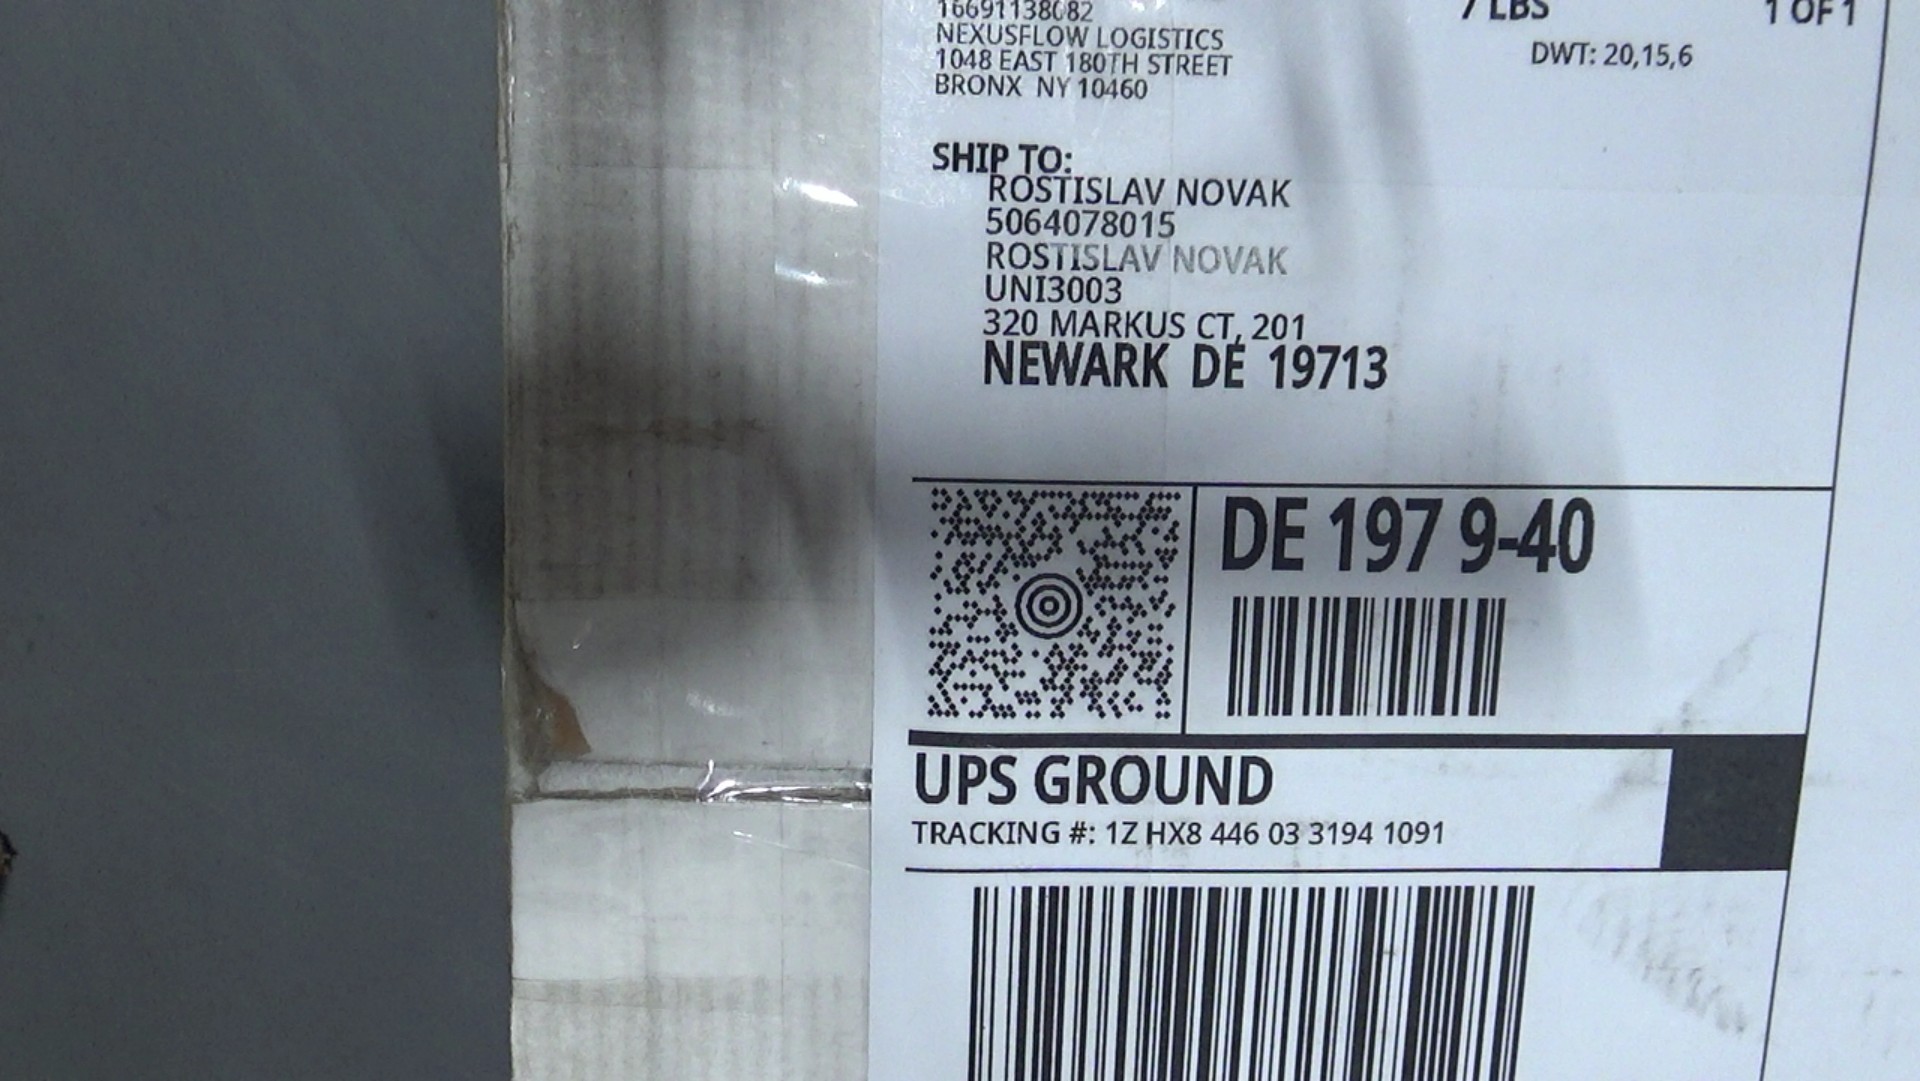 16691138082
7 LBS
1 OF 1
NEXUSFLOW LOGISTICS
DWT: 20,15,6
1048 EAST 180TH STREET
BRONX NY 10460
SHIP TO:
ROSTISLAV NOVAK
5064078015
ROSTISLAV NOVAK
UNI3003
320 MARKUS CT, 201
NEWARK DE 19713
DE 197 9-40
UPS GROUND
TRACKING #: 1Z HX8 446 03 3194 1091